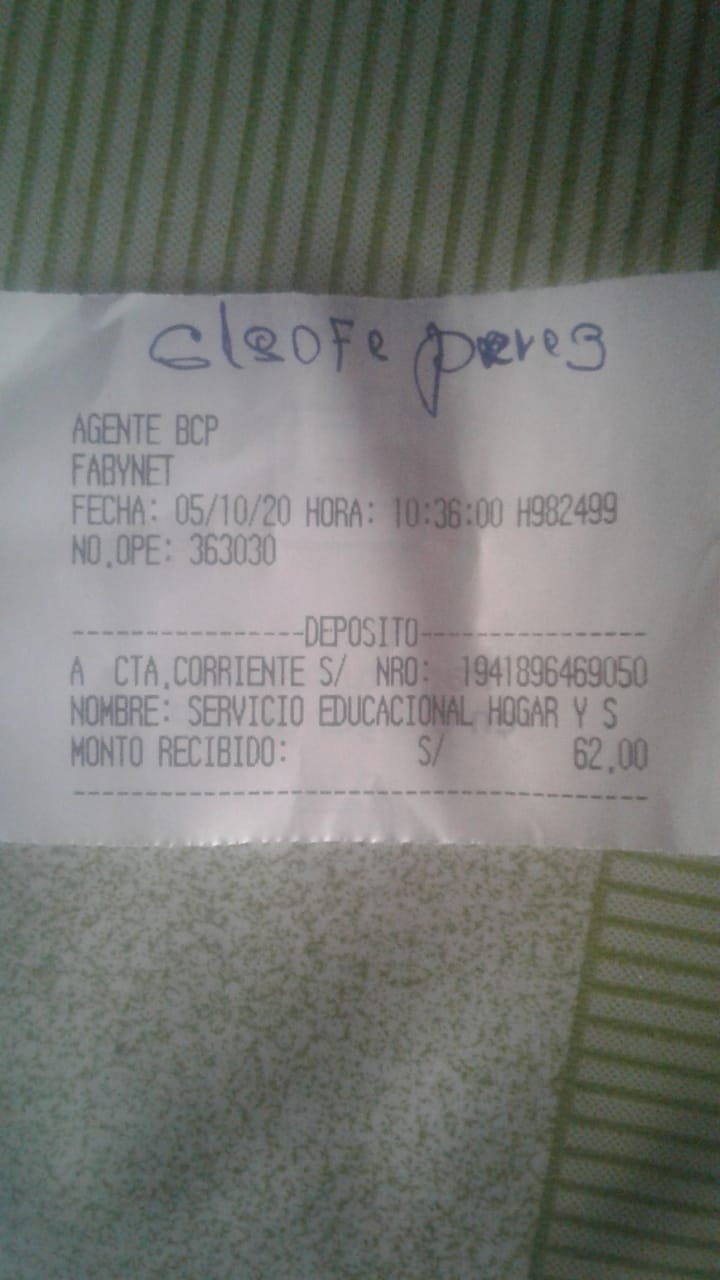 cleofe perez
AGENTE BCP
FABYNET
FECHA: 05/10/20 HORA: 10:36:00 H982499
NO.OPE: 363030
----------------DEPOSITO----------------
A CTA.CORRIENTE S/ NRO: 1941896469050
NOMBRE: SERVICIO EDUCACIONAL HOGAR Y S
MONTO RECIBIDO: S/ 62.00
----------------------------------------